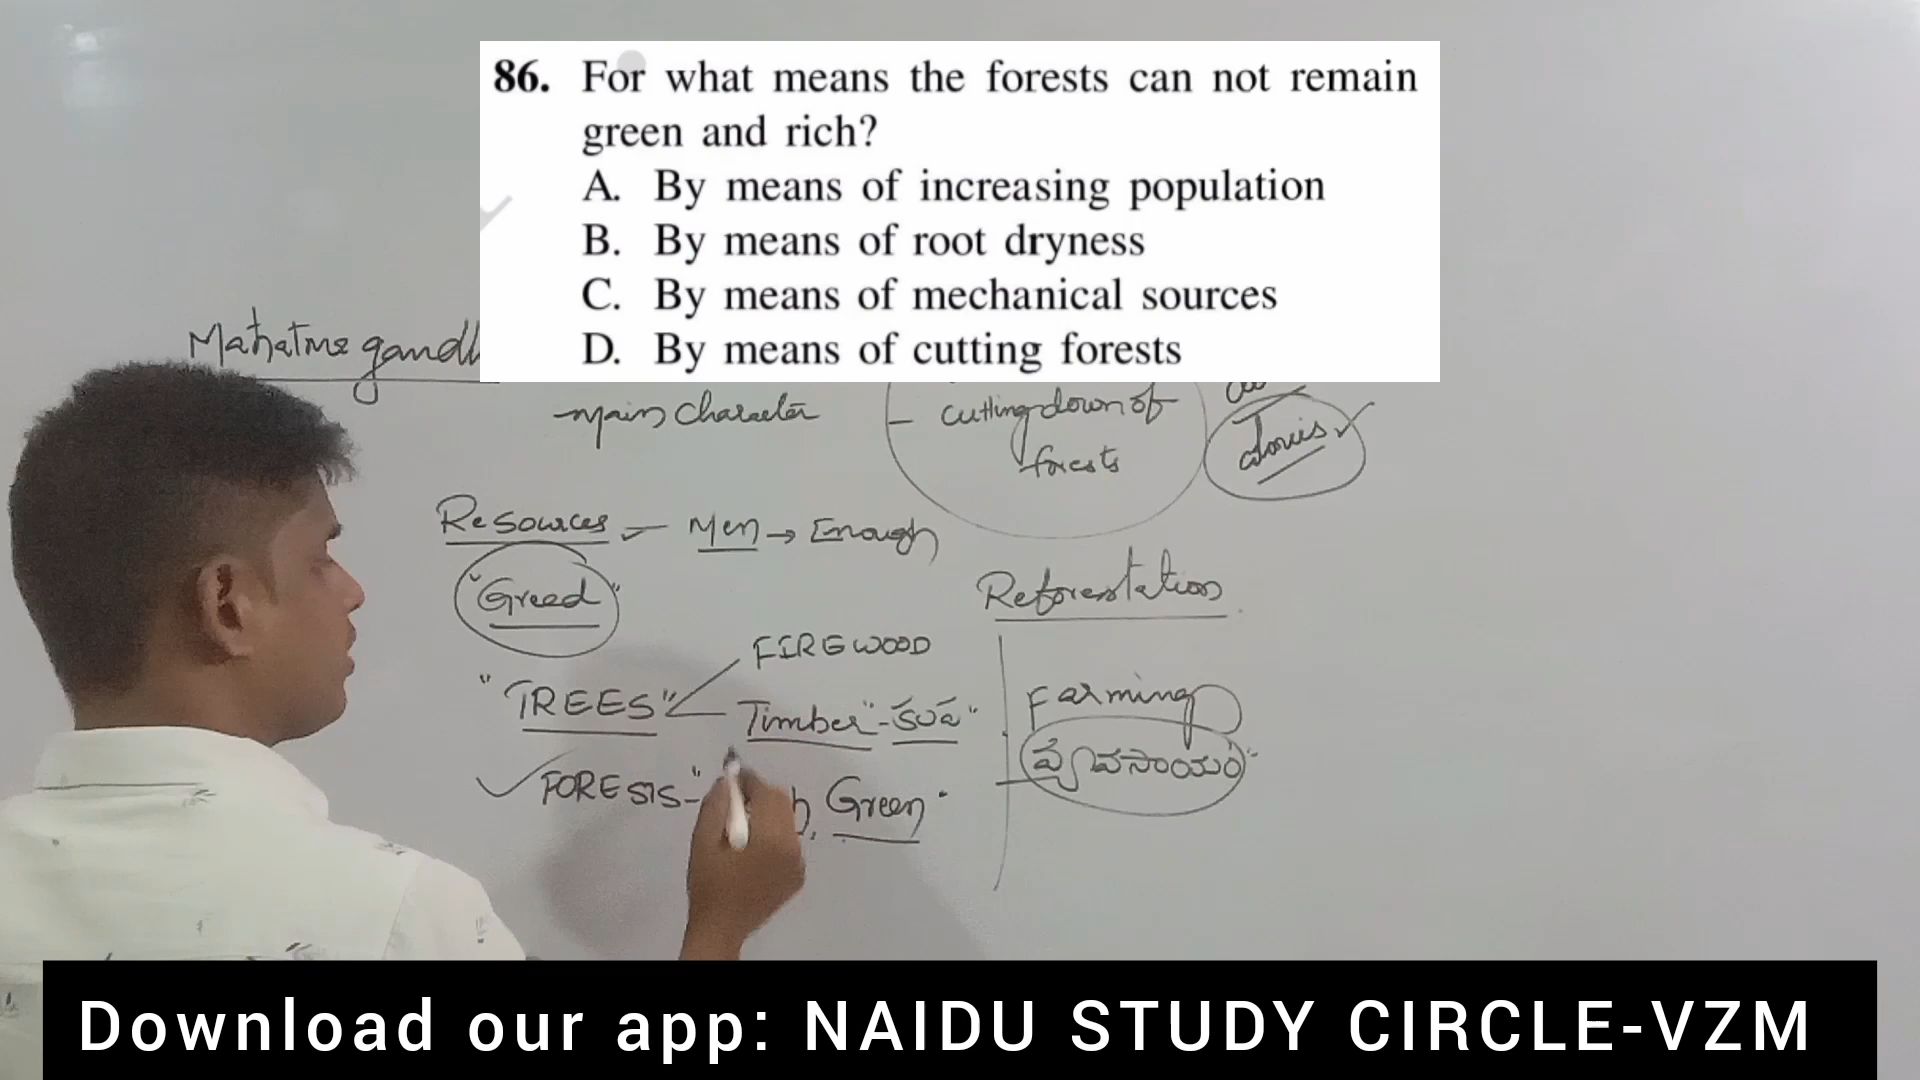 86. For what means the forests can not remain
green and rich?
A. By means of increasing population
B. By means of root dryness
C. By means of mechanical sources
D. By means of cutting forests
Mahatma gandh
main character
- cutting down of
forests
Resources - Men → Enough
"Greed"
Reforestation
FIREWOOD
"TREES"
Timber" - కలప"
Farming
వ్యవసాయం"
FORESTS - "
Green"
Download our app: NAIDU STUDY CIRCLE-VZM